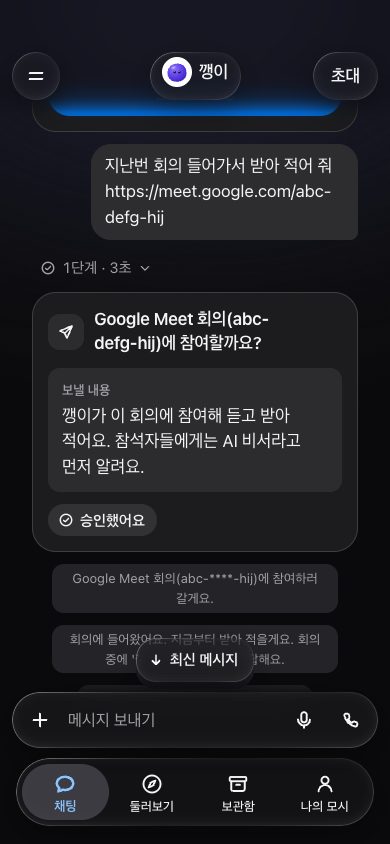 깽이
초대
지난번 회의 들어가서 받아 적어 줘
https://meet.google.com/abc-
defg-hij
1단계 · 3초
Google Meet 회의(abc-
defg-hij)에 참여할까요?
보낼 내용
깽이가 이 회의에 참여해 듣고 받아
적어요. 참석자들에게는 AI 비서라고
먼저 알려요.
승인했어요
Google Meet 회의(abc-****-hij)에 참여하러
갈게요.
회의에 들어왔어요. 지금부터 받아 적을게요. 회의
중에
해요.
최신 메시지
메시지 보내기
채팅
둘러보기
보관함
나의 모시